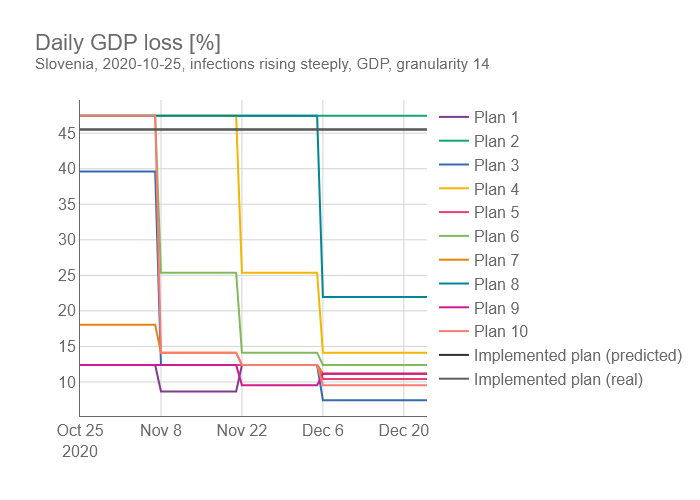 Daily GDP loss [%]
Slovenia, 2020-10-25, infections rising steeply, GDP, granularity 14
45
40
35
30
25
20
15
10
Oct 25
2020
Nov 8
Nov 22
Dec 6
Dec 20
Plan 1
Plan 2
Plan 3
Plan 4
Plan 5
Plan 6
Plan 7
Plan 8
Plan 9
Plan 10
Implemented plan (predicted)
Implemented plan (real)